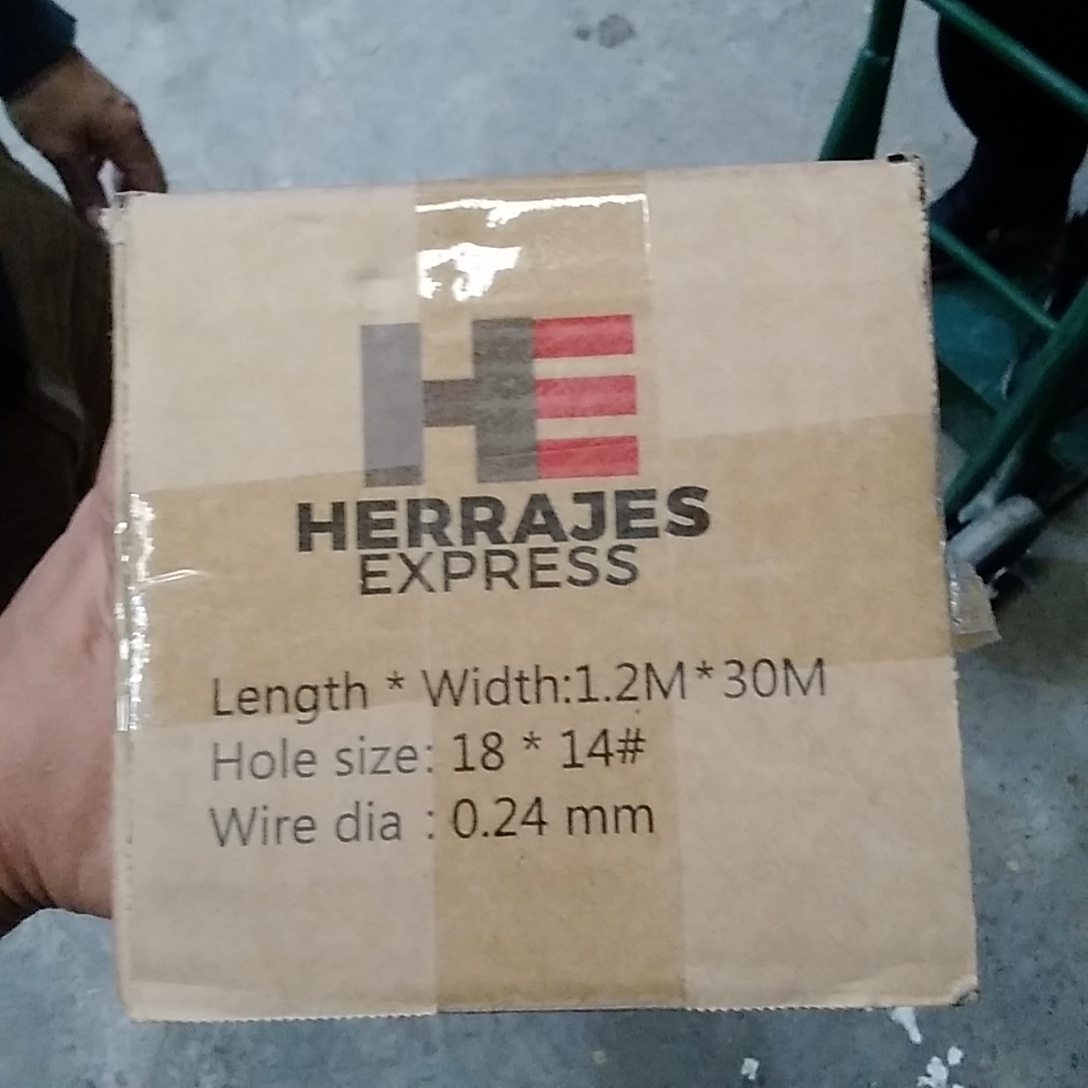 HE
HERRAJES
EXPRESS
Length * Width:1.2M*30M
Hole size: 18 * 14#
Wire dia : 0.24 mm